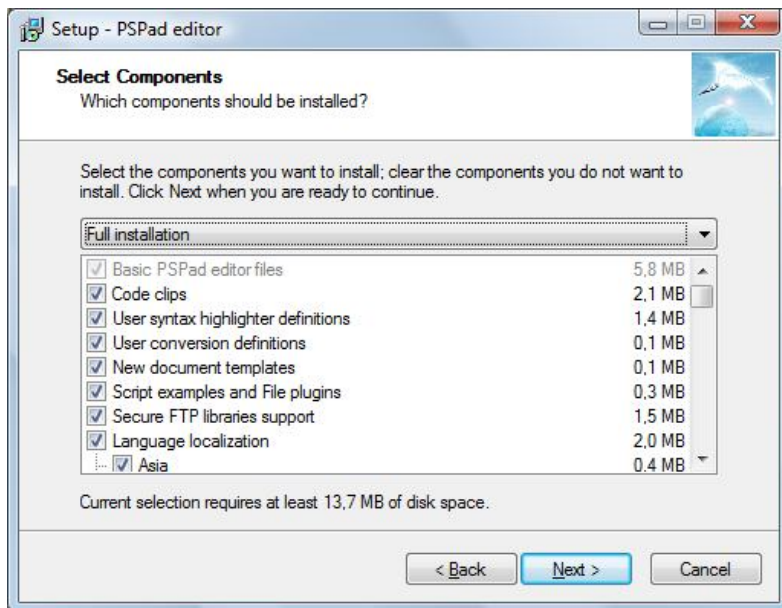 Setup - PSPad editor
Select Components
Which components should be installed?
Select the components you want to install; clear the components you do not want to
install. Click Next when you are ready to continue.
Full installation
Basic PSPad editor files 5,8 MB
Code clips 2,1 MB
User syntax highlighter definitions 1,4 MB
User conversion definitions 0,1 MB
New document templates 0,1 MB
Script examples and File plugins 0,3 MB
Secure FTP libraries support 1,5 MB
Language localization 2,0 MB
Asia 0,4 MB
Current selection requires at least 13,7 MB of disk space.
< Back Next > Cancel